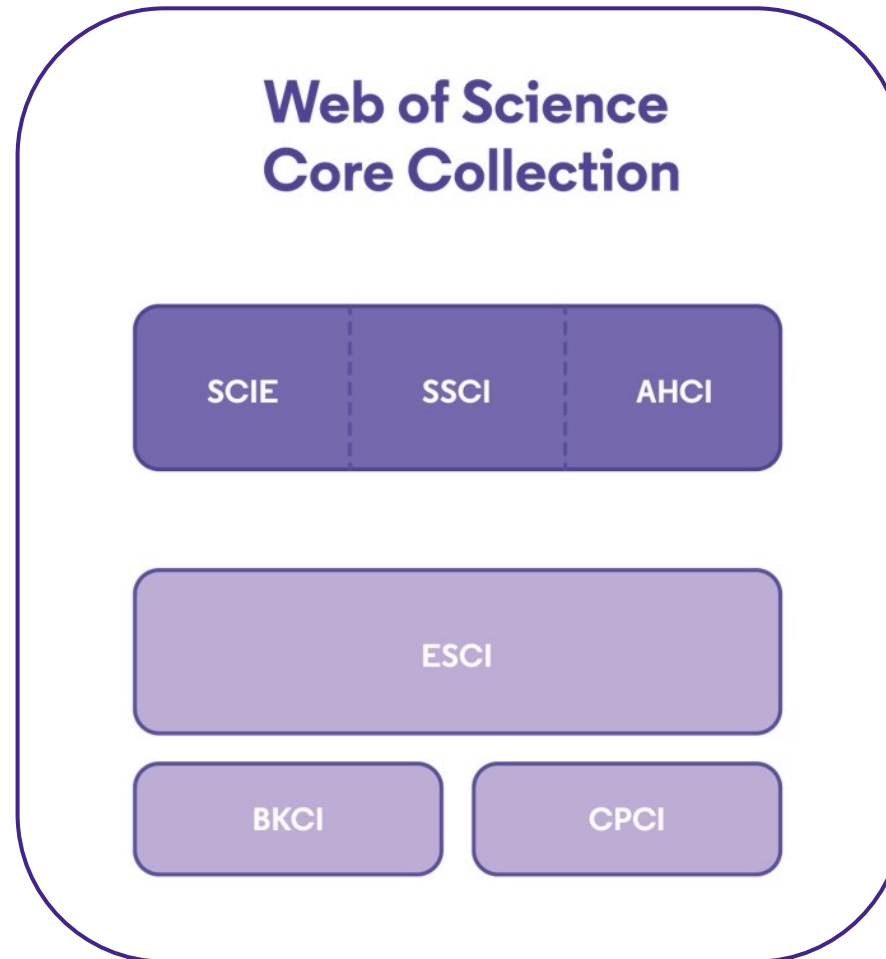 Web of Science
Core Collection
SCIE SSCI AHCI
ESCI
BKCI CPCI